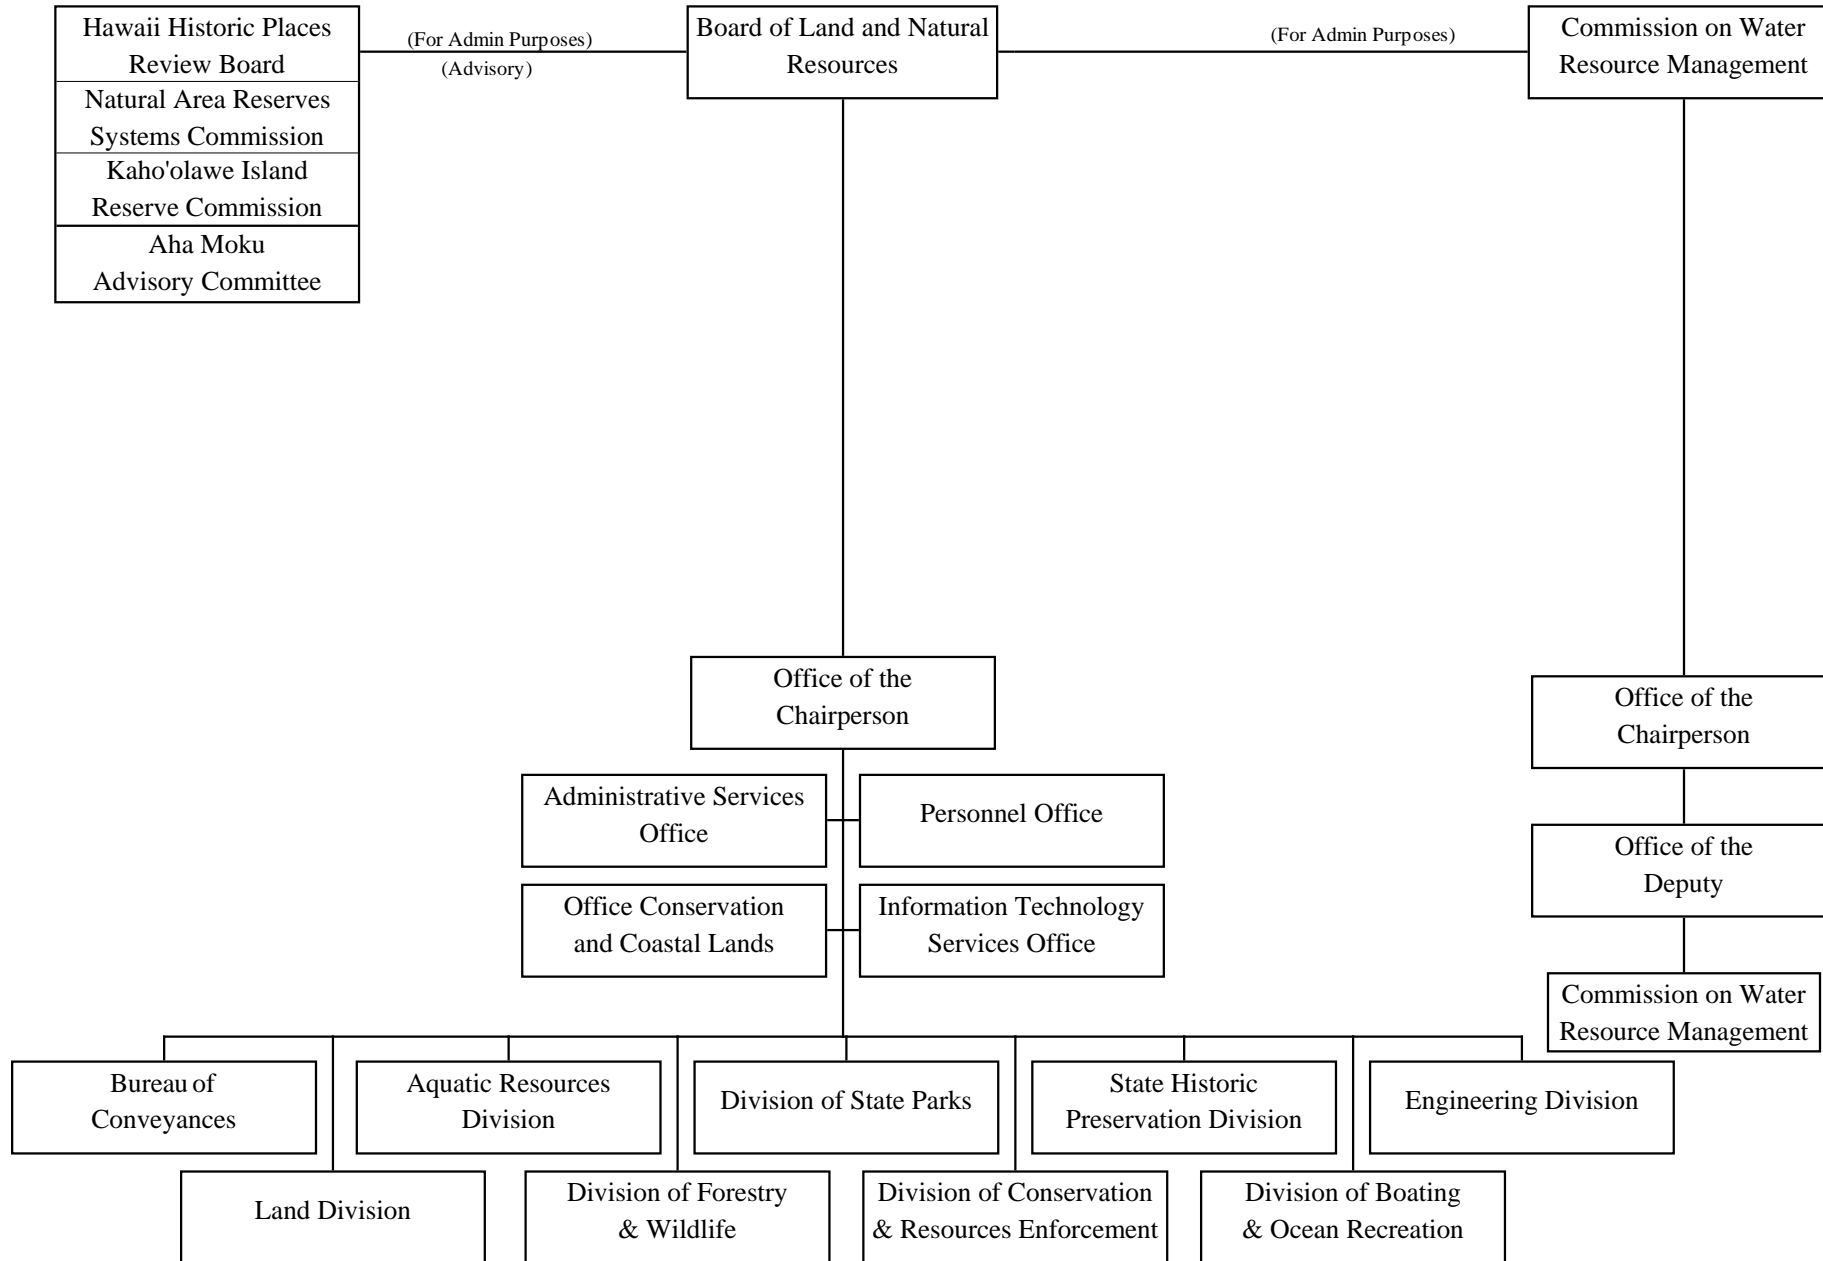 Hawaii Historic Places
Review Board
Natural Area Reserves
Systems Commission
Kaho'olawe Island
Reserve Commission
Aha Moku
Advisory Committee
(For Admin Purposes)
(Advisory)
Board of Land and Natural
Resources
(For Admin Purposes)
Commission on Water
Resource Management
Office of the
Chairperson
Office of the
Chairperson
Administrative Services
Office
Personnel Office
Office of the
Deputy
Office Conservation
and Coastal Lands
Information Technology
Services Office
Commission on Water
Resource Management
Bureau of
Conveyances
Aquatic Resources
Division
Division of State Parks
State Historic
Preservation Division
Engineering Division
Land Division
Division of Forestry
& Wildlife
Division of Conservation
& Resources Enforcement
Division of Boating
& Ocean Recreation